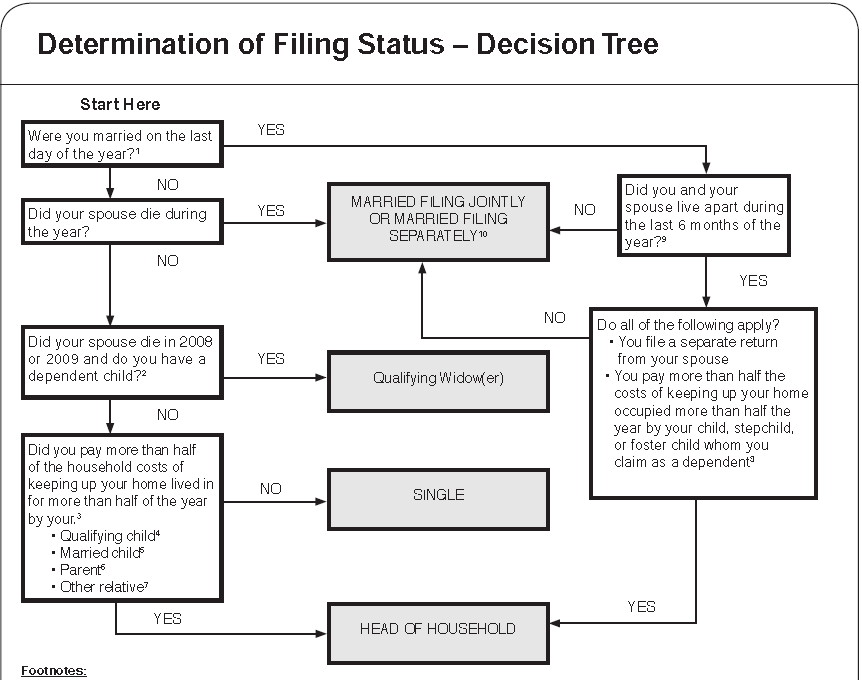 Determination of Filing Status – Decision Tree
Start Here
Were you married on the last
day of the year?¹
YES
NO
Did your spouse die during
the year?
YES
NO
MARRIED FILING JOINTLY
OR MARRIED FILING
SEPARATELY¹⁰
NO
Did you and your
spouse live apart during
the last 6 months of the
year?⁹
YES
Do all of the following apply?
• You file a separate return
from your spouse
• You pay more than half the
costs of keeping up your home
occupied more than half the
year by your child, stepchild,
or foster child whom you
claim as a dependent⁸
NO
Did your spouse die in 2008
or 2009 and do you have a
dependent child?²
YES
NO
Qualifying Widow(er)
Did you pay more than half
of the household costs of
keeping up your home lived in
for more than half of the year
by your.³
• Qualifying child⁴
• Married child⁵
• Parent⁶
• Other relative⁷
NO
SINGLE
YES
HEAD OF HOUSEHOLD
YES
Footnotes: